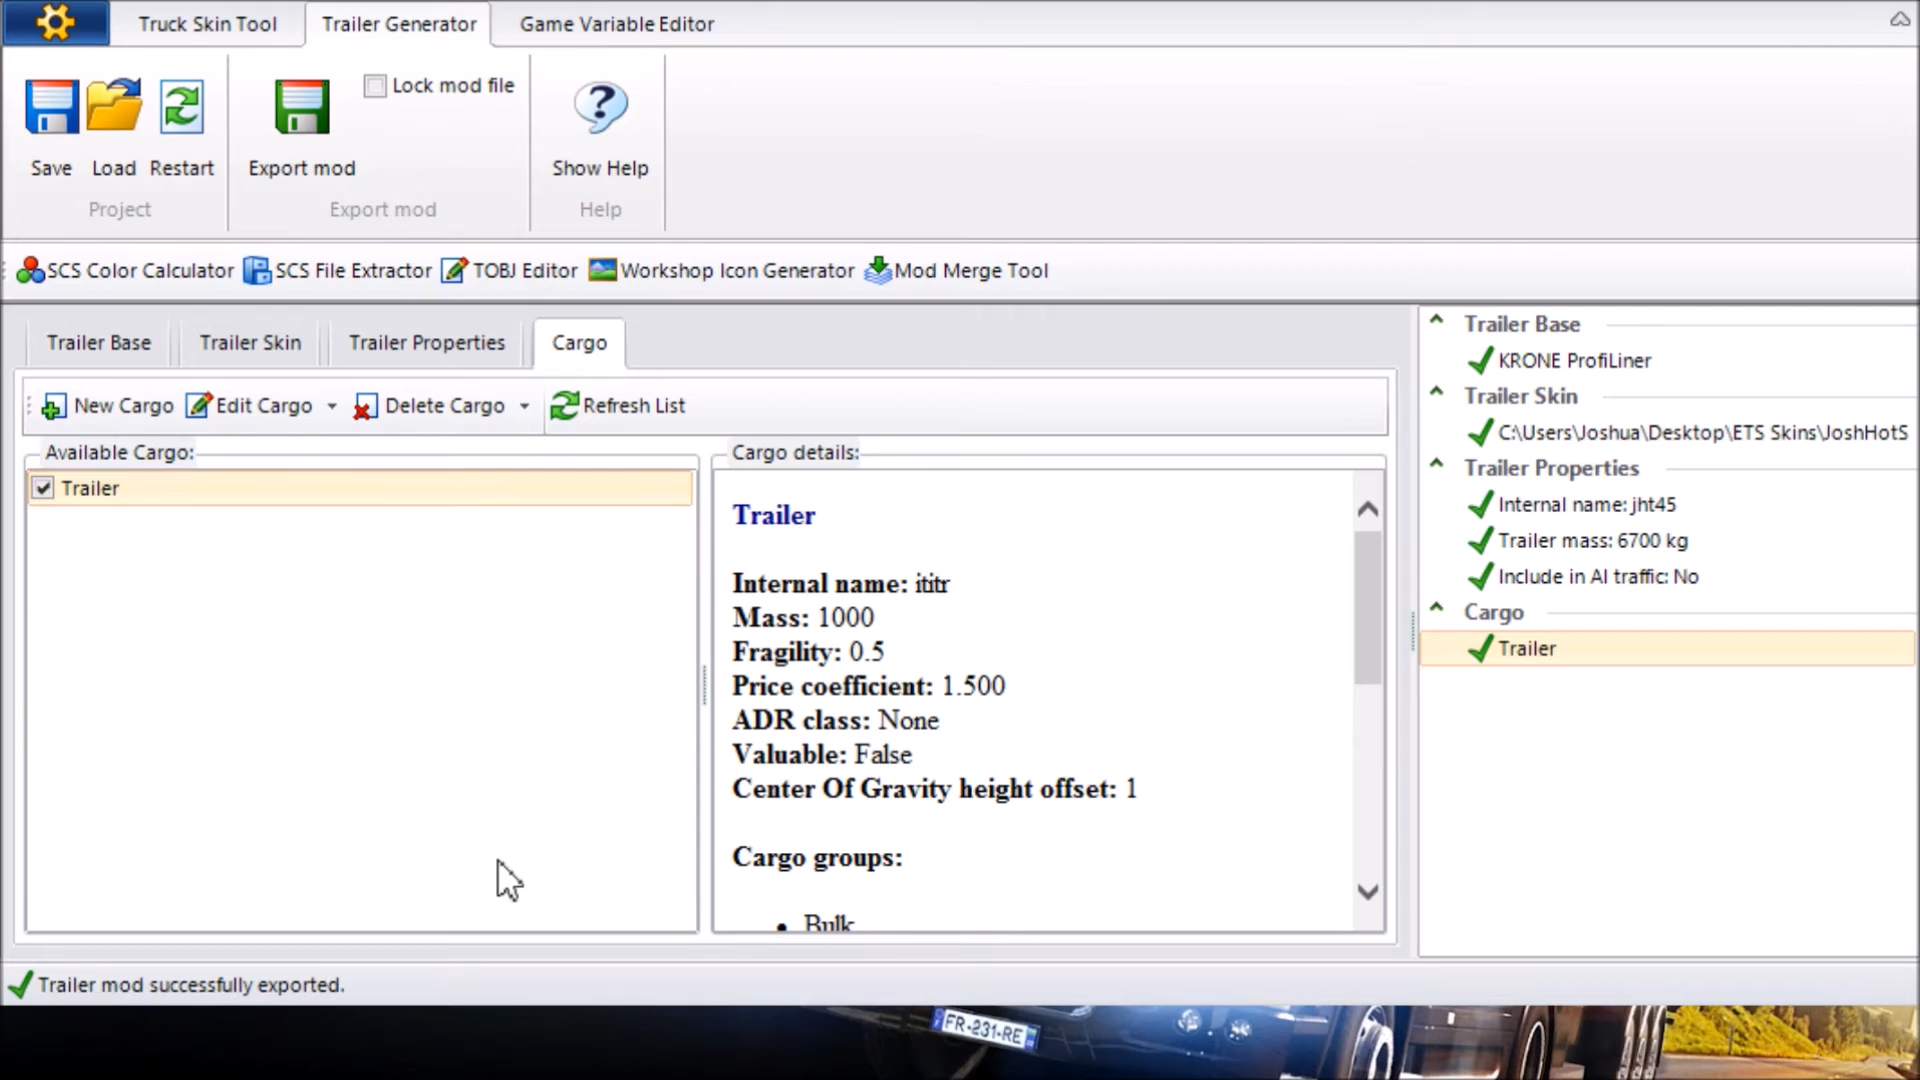 Truck Skin Tool
Trailer Generator
Game Variable Editor
Save
Load
Restart
Project
Export mod
Lock mod file
Export mod
Show Help
Help
SCS Color Calculator
SCS File Extractor
TOBJ Editor
Workshop Icon Generator
Mod Merge Tool
Trailer Base
Trailer Skin
Trailer Properties
Cargo
New Cargo
Edit Cargo
Delete Cargo
Refresh List
Available Cargo:
Trailer
Cargo details:
Trailer
Internal name: ititr
Mass: 1000
Fragility: 0.5
Price coefficient: 1.500
ADR class: None
Valuable: False
Center Of Gravity height offset: 1
Cargo groups:
• Bulk
Trailer Base
KRONE ProfiLiner
Trailer Skin
C:\Users\Joshua\Desktop\ETS Skins\JoshHotS
Trailer Properties
Internal name: jht45
Trailer mass: 6700 kg
Include in AI traffic: No
Cargo
Trailer
Trailer mod successfully exported.
FR-231-RE